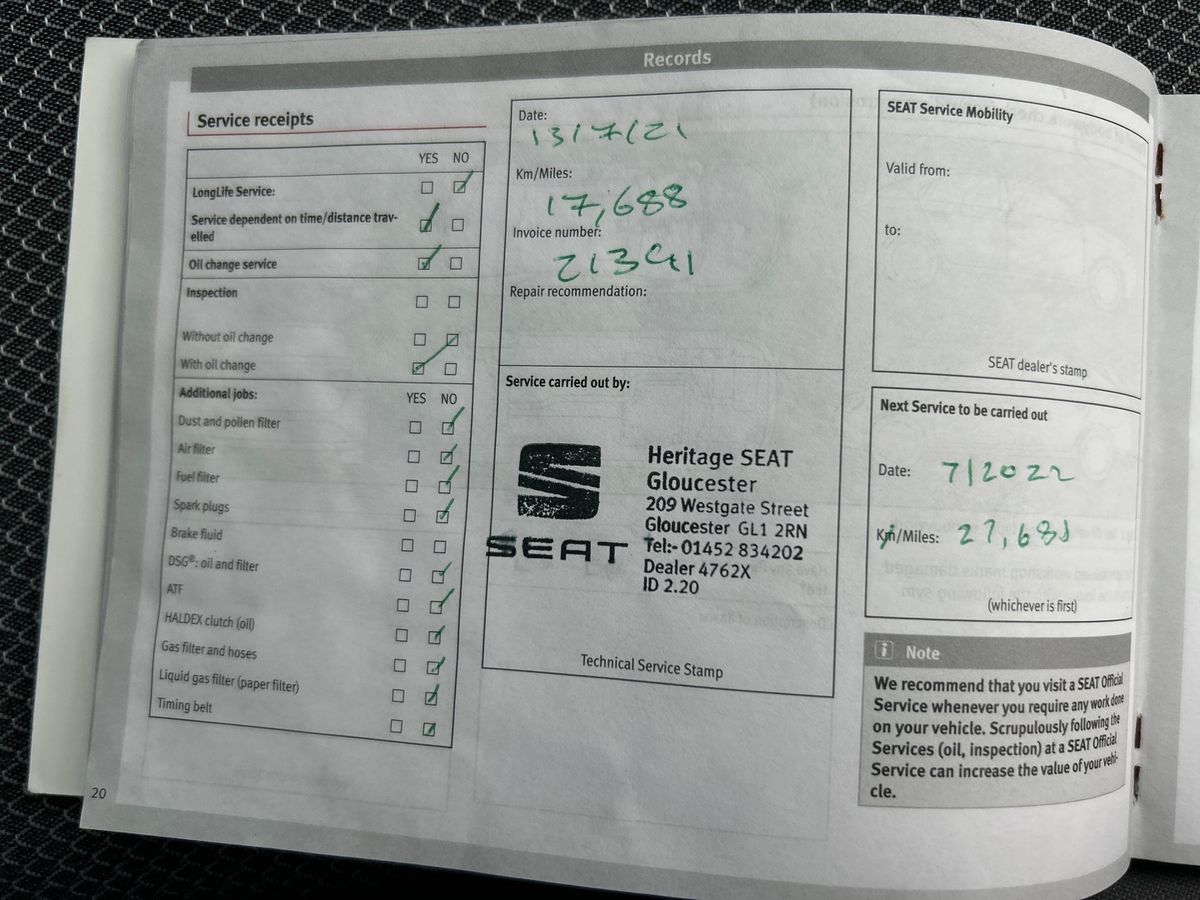 Records
Service receipts
YES NO
LongLife Service:
Service dependent on time/distance trav-
elled
Oil change service
Inspection
Without oil change
With oil change
Additional jobs: YES NO
Dust and pollen filter
Air filter
Fuel filter
Spark plugs
Brake fluid
DSG®: oil and filter
ATF
HALDEX clutch (oil)
Gas filter and hoses
Liquid gas filter (paper filter)
Timing belt
20
Date:
13/7/21
Km/Miles:
17,688
Invoice number:
21391
Repair recommendation:
Service carried out by:
SEAT
Heritage SEAT
Gloucester
209 Westgate Street
Gloucester GL1 2RN
Tel:- 01452 834202
Dealer 4762X
ID 2.20
Technical Service Stamp
SEAT Service Mobility
Valid from:
to:
SEAT dealer's stamp
Next Service to be carried out
Date: 7/2022
Km/Miles: 27,688
(whichever is first)
i Note
We recommend that you visit a SEAT Official
Service whenever you require any work done
on your vehicle. Scrupulously following the
Services (oil, inspection) at a SEAT Official
Service can increase the value of your vehi-
cle.